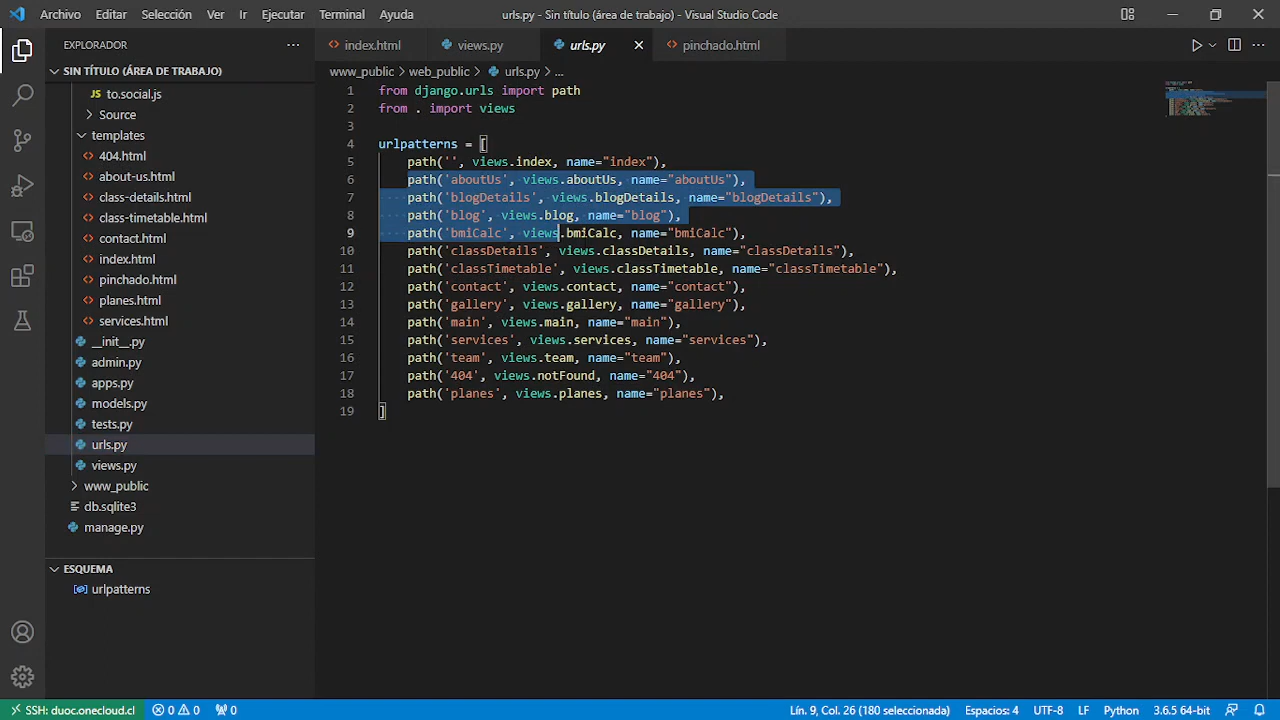 Archivo Editar Selección Ver Ir Ejecutar Terminal Ayuda urls.py - Sin título (área de trabajo) - Visual Studio Code
EXPLORADOR
SIN TÍTULO (ÁREA DE TRABAJO)
JS to.social.js
Source
templates
404.html
about-us.html
class-details.html
class-timetable.html
contact.html
index.html
pinchado.html
planes.html
services.html
__init__.py
admin.py
apps.py
models.py
tests.py
urls.py
views.py
www_public
db.sqlite3
manage.py
ESQUEMA
urlpatterns
index.html views.py urls.py pinchado.html
www_public > web_public > urls.py > ...
1 from django.urls import path
2 from . import views
3
4 urlpatterns = [
5 path('', views.index, name="index"),
6 path('aboutUs', views.aboutUs, name="aboutUs"),
7 path('blogDetails', views.blogDetails, name="blogDetails"),
8 path('blog', views.blog, name="blog"),
9 path('bmiCalc', views.bmiCalc, name="bmiCalc"),
10 path('classDetails', views.classDetails, name="classDetails"),
11 path('classTimetable', views.classTimetable, name="classTimetable"),
12 path('contact', views.contact, name="contact"),
13 path('gallery', views.gallery, name="gallery"),
14 path('main', views.main, name="main"),
15 path('services', views.services, name="services"),
16 path('team', views.team, name="team"),
17 path('404', views.notFound, name="404"),
18 path('planes', views.planes, name="planes"),
19 ]
SSH: duoc.onecloud.cl 0 0 0 Lín. 9, Col. 26 (180 seleccionada) Espacios: 4 UTF-8 LF Python 3.6.5 64-bit